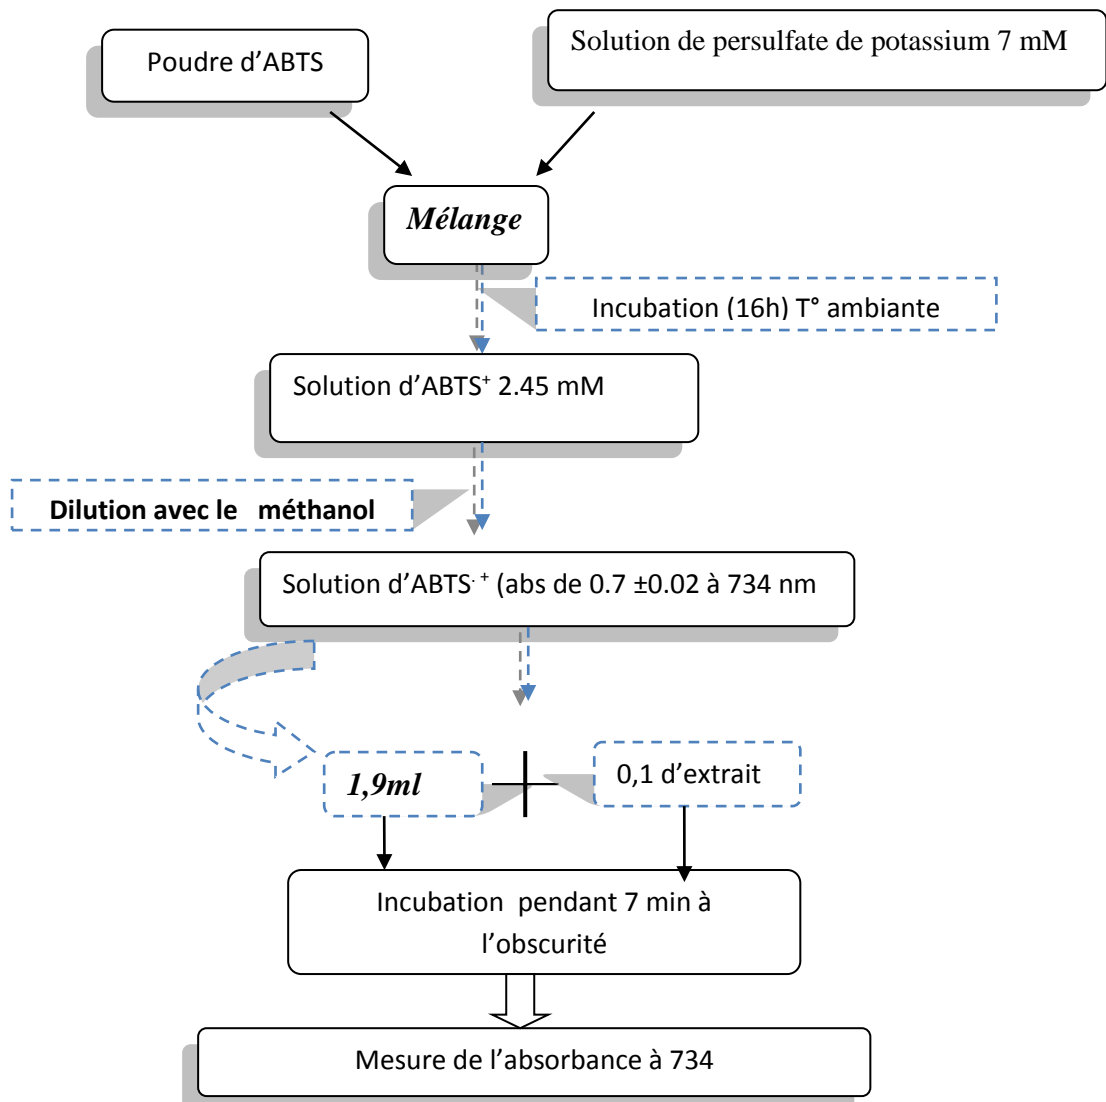 Poudre d’ABTS
Solution de persulfate de potassium 7 mM
Mélange
Incubation (16h) T° ambiante
Solution d’ABTS⁺ 2.45 mM
Dilution avec le méthanol
Solution d’ABTS˙⁺ (abs de 0.7 ±0.02 à 734 nm
1,9ml
0,1 d’extrait
Incubation pendant 7 min à
l’obscurité
Mesure de l’absorbance à 734